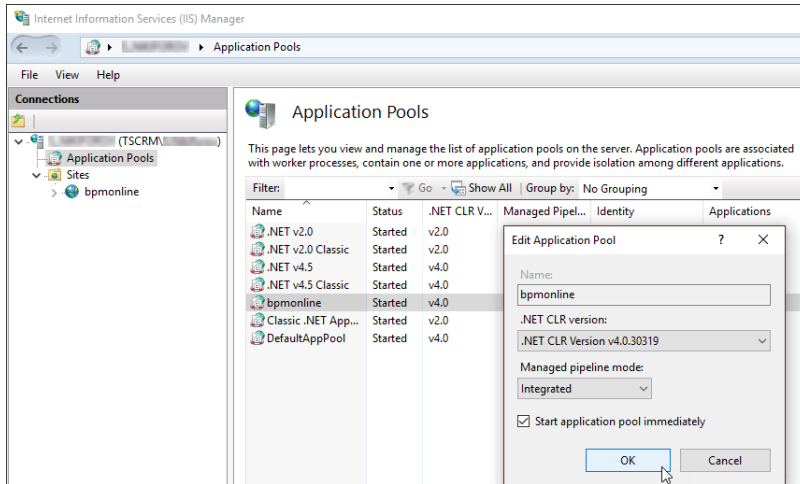 Internet Information Services (IIS) Manager
Application Pools
File View Help
Connections
(TSCRM\ )
Application Pools
Sites
bpmonline
Application Pools
This page lets you view and manage the list of application pools on the server. Application pools are associated
with worker processes, contain one or more applications, and provide isolation among different applications.
Filter: Go Show All Group by: No Grouping
Name Status .NET CLR V... Managed Pipel... Identity Applications
.NET v2.0 Started v2.0
.NET v2.0 Classic Started v2.0
.NET v4.5 Started v4.0
.NET v4.5 Classic Started v4.0
bpmonline Started v4.0
Classic .NET App... Started v2.0
DefaultAppPool Started v4.0
Edit Application Pool ? X
Name:
bpmonline
.NET CLR version:
.NET CLR Version v4.0.30319
Managed pipeline mode:
Integrated
Start application pool immediately
OK Cancel